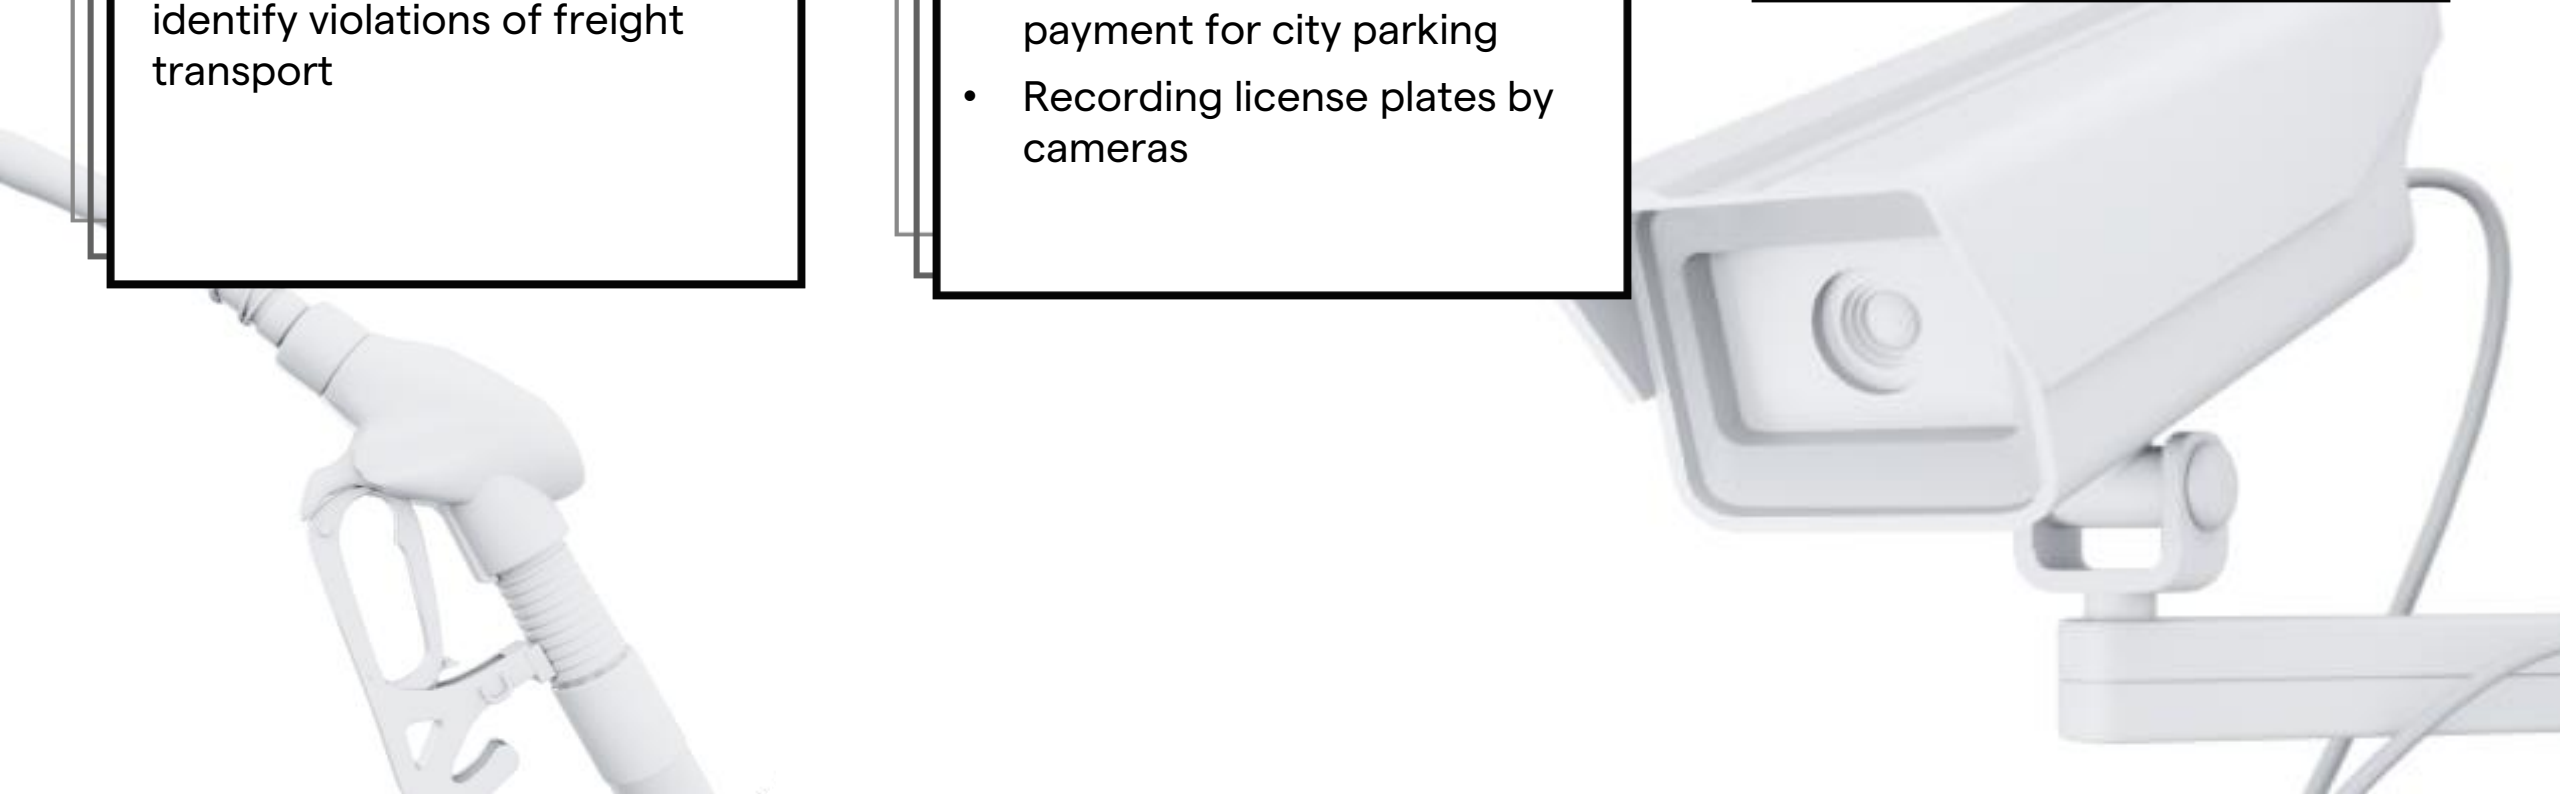 identify violations of freight
transport
payment for city parking
• Recording license plates by
cameras